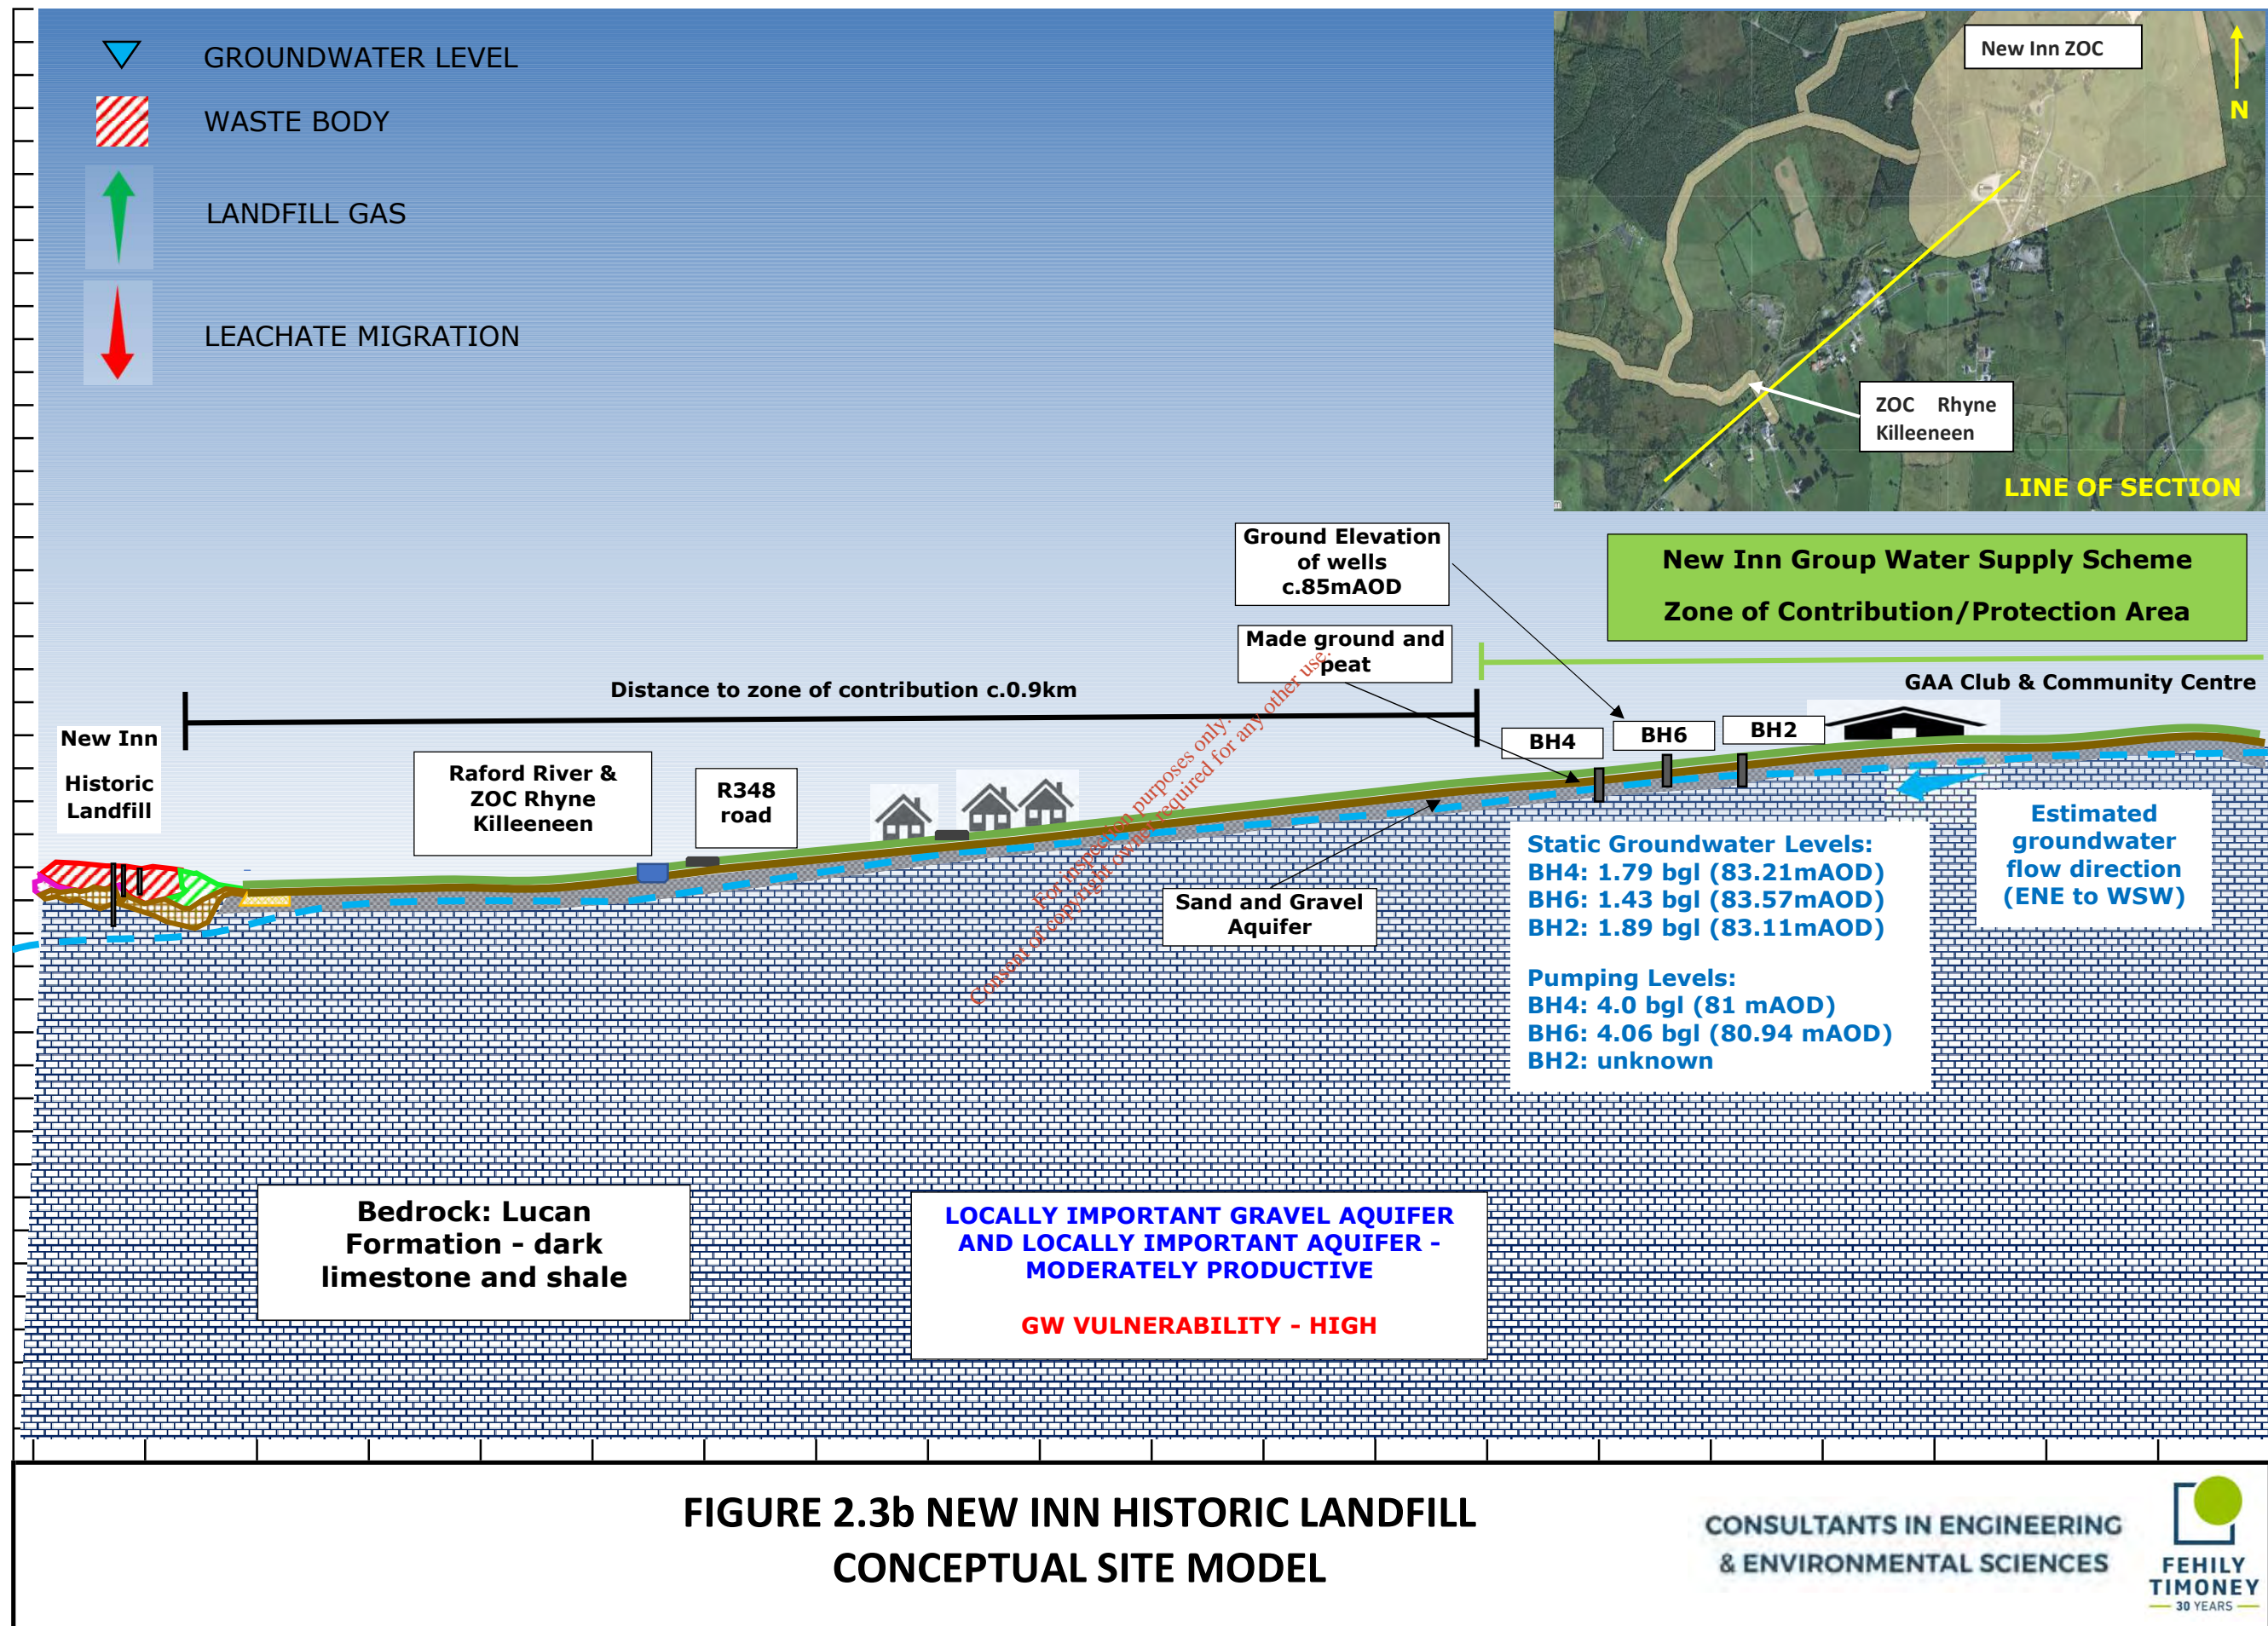 GROUNDWATER LEVEL
WASTE BODY
LANDFILL GAS
LEACHATE MIGRATION
New Inn ZOC
N
ZOC Rhyne
Killeeneen
LINE OF SECTION
Ground Elevation
of wells
c.85mAOD
New Inn Group Water Supply Scheme
Zone of Contribution/Protection Area
Made ground and
peat
Distance to zone of contribution c.0.9km
GAA Club & Community Centre
New Inn
Historic
Landfill
Raford River &
ZOC Rhyne
Killeeneen
R348
road
BH4
BH6
BH2
For inspection purposes only.
Consent of copyright owner required for any other use.
Sand and Gravel
Aquifer
Static Groundwater Levels:
BH4: 1.79 bgl (83.21mAOD)
BH6: 1.43 bgl (83.57mAOD)
BH2: 1.89 bgl (83.11mAOD)
Pumping Levels:
BH4: 4.0 bgl (81 mAOD)
BH6: 4.06 bgl (80.94 mAOD)
BH2: unknown
Estimated
groundwater
flow direction
(ENE to WSW)
Bedrock: Lucan
Formation - dark
limestone and shale
LOCALLY IMPORTANT GRAVEL AQUIFER
AND LOCALLY IMPORTANT AQUIFER -
MODERATELY PRODUCTIVE
GW VULNERABILITY - HIGH
FIGURE 2.3b NEW INN HISTORIC LANDFILL
CONCEPTUAL SITE MODEL
CONSULTANTS IN ENGINEERING
& ENVIRONMENTAL SCIENCES
FEHILY
TIMONEY
30 YEARS